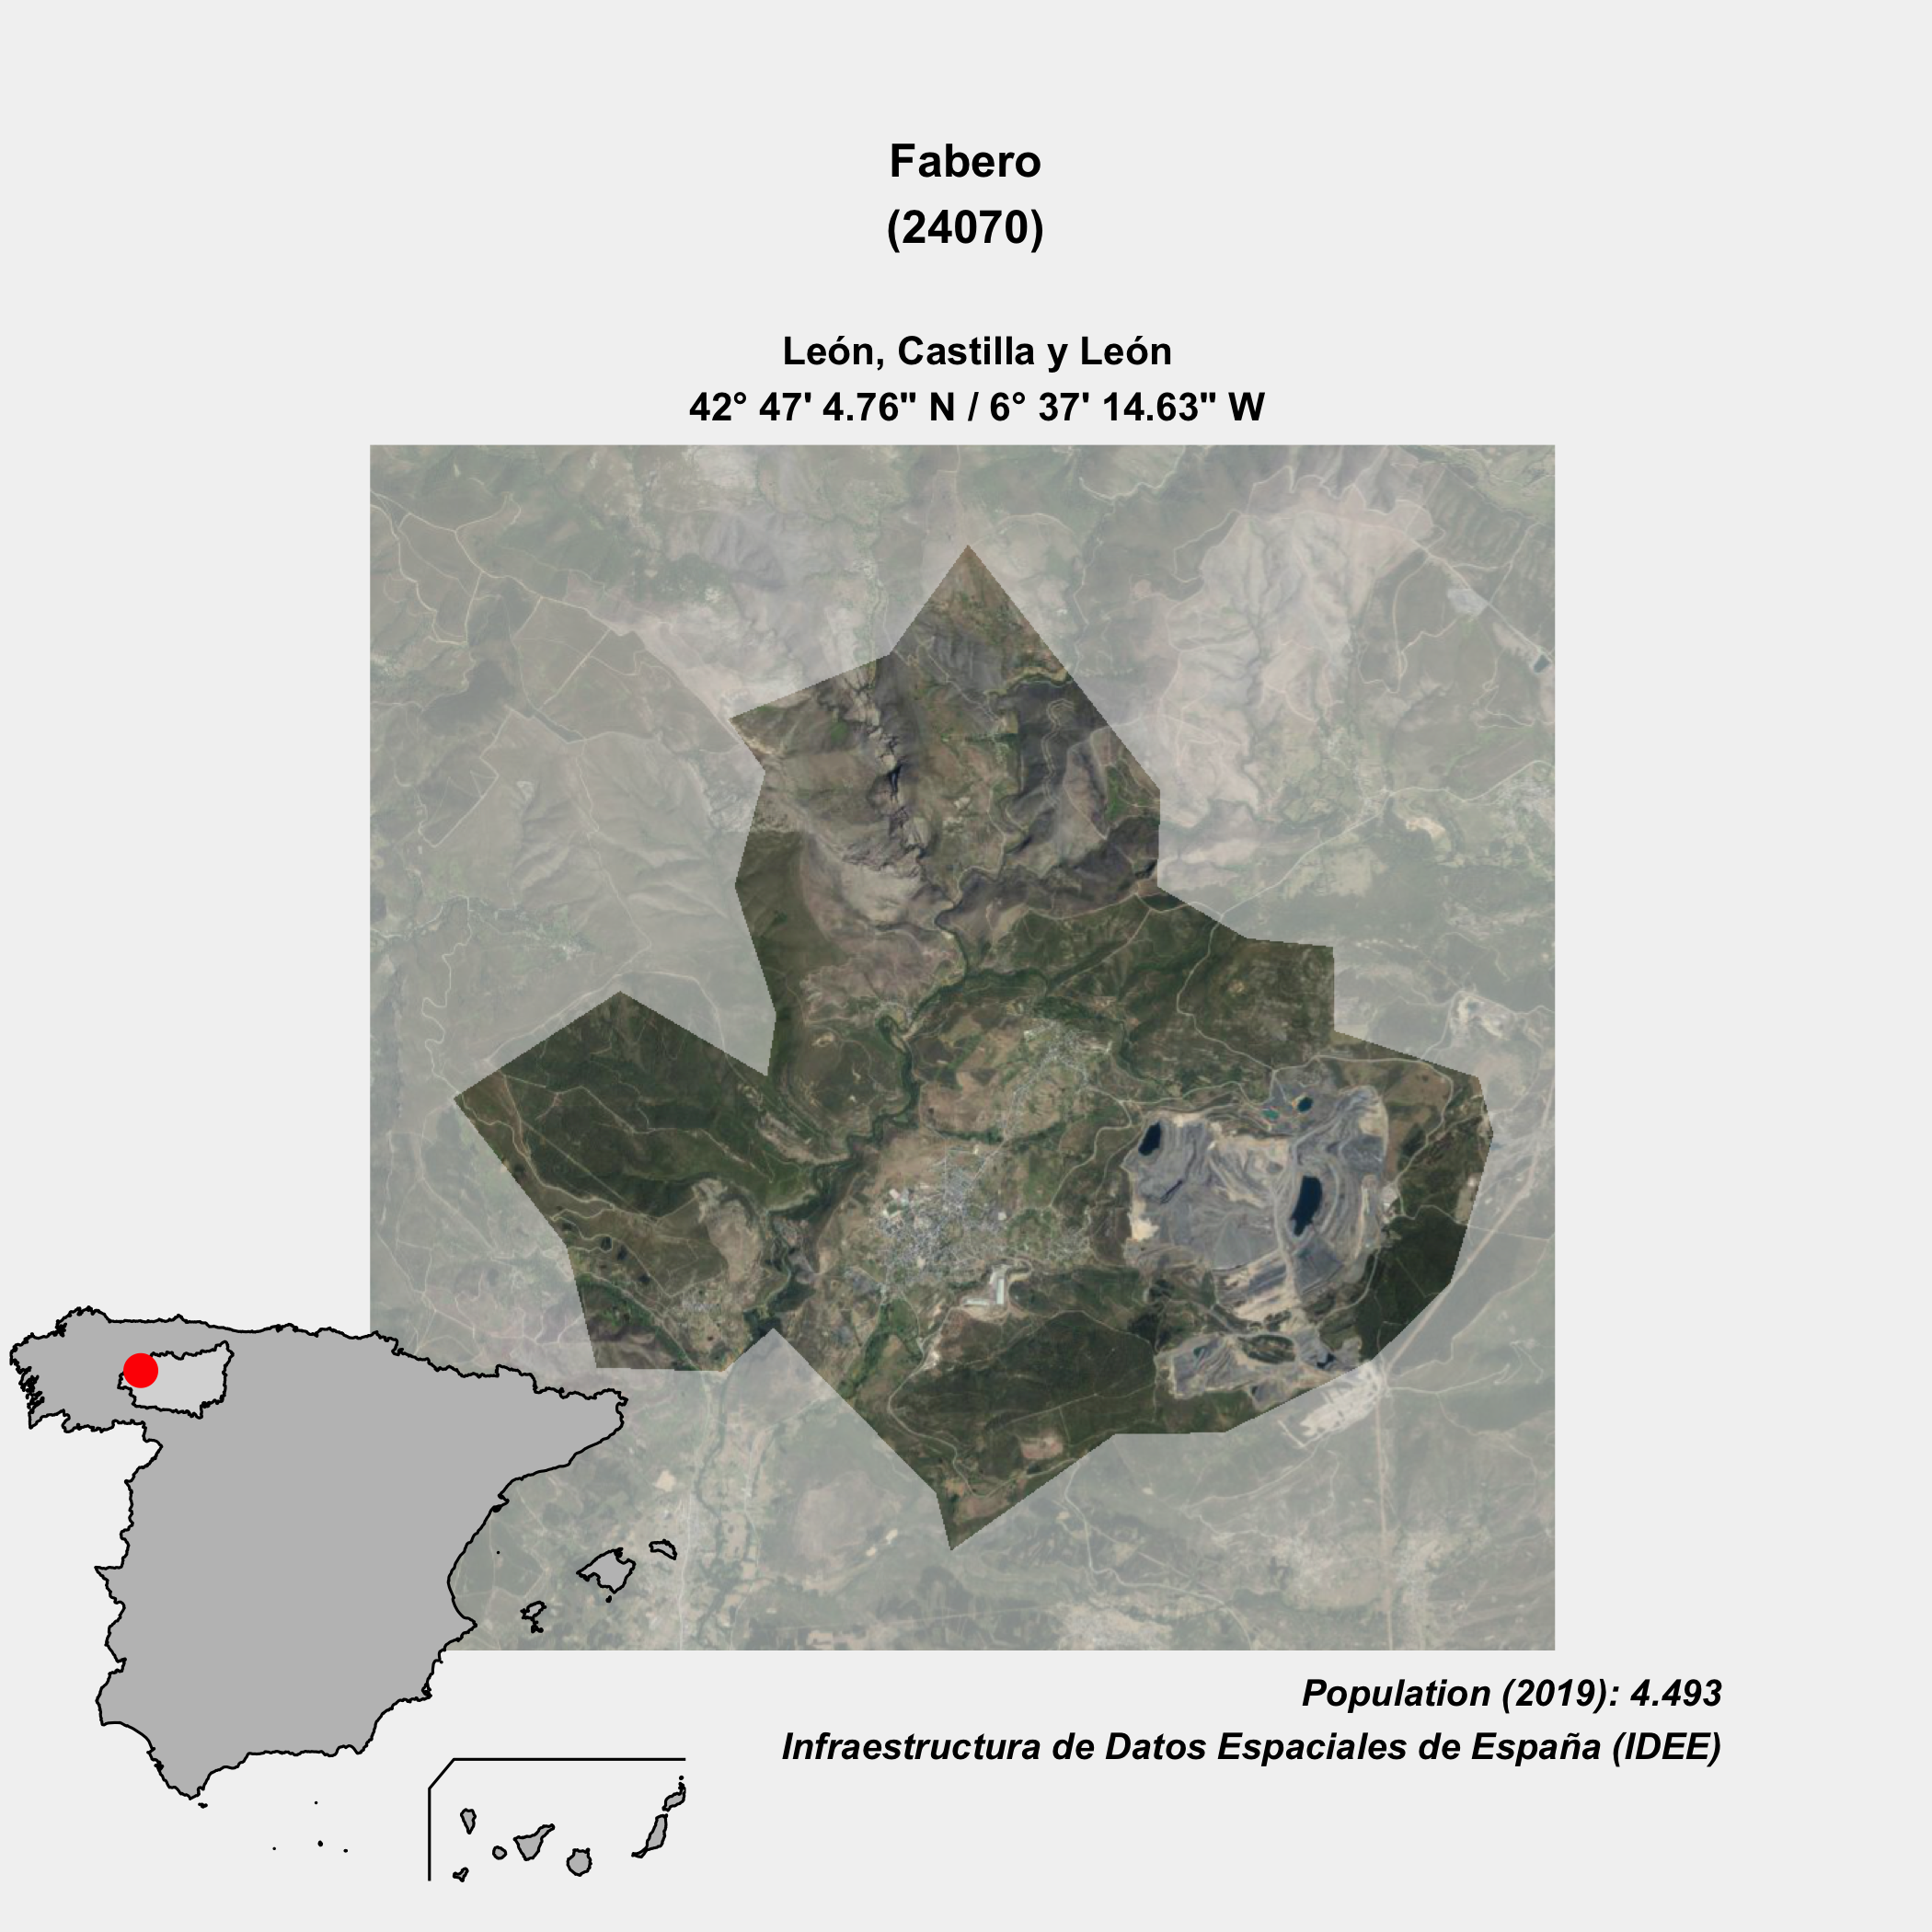 Fabero
(24070)
León, Castilla y León
42° 47' 4.76" N / 6° 37' 14.63" W
Population (2019): 4.493
Infraestructura de Datos Espaciales de España (IDEE)